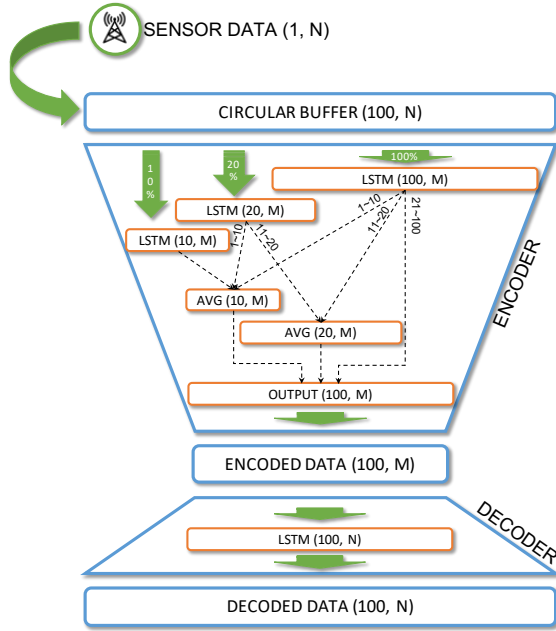 SENSOR DATA (1, N)
CIRCULAR BUFFER (100, N)
10%
20%
100%
LSTM (100, M)
LSTM (20, M)
LSTM (10, M)
1~10
11~20
1~10
11~20
21~100
AVG (10, M)
AVG (20, M)
OUTPUT (100, M)
ENCODER
ENCODED DATA (100, M)
DECODER
LSTM (100, N)
DECODED DATA (100, N)